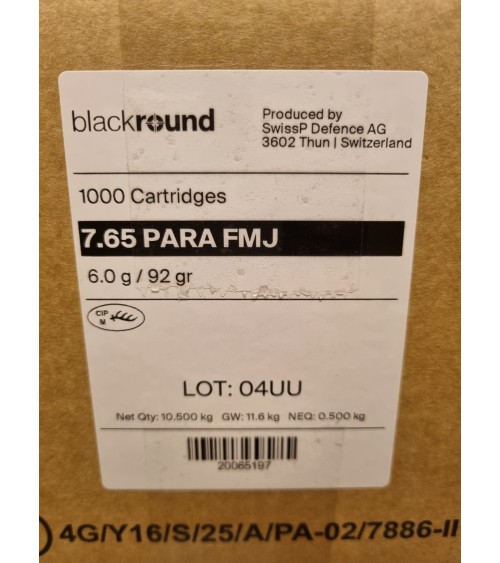 blackround
Produced by
SwissP Defence AG
3602 Thun | Switzerland
1000 Cartridges
7.65 PARA FMJ
6.0 g / 92 gr
CIP
M
LOT: 04UU
Net Qty: 10.500 kg GW: 11.6 kg NEQ: 0.500 kg
20065197
4G/Y16/S/25/A/PA-02/7886-II